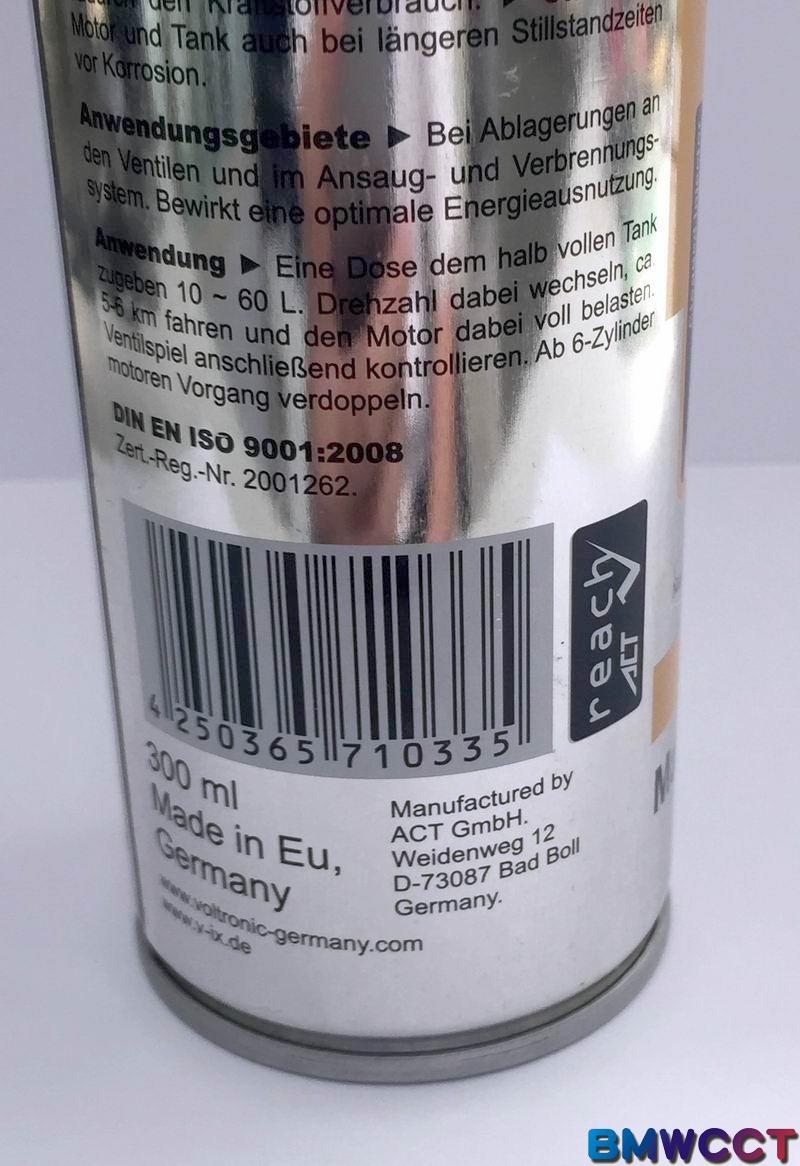 den Kraftstoffverbrauch. ►
Motor und Tank auch bei längeren Stillstandzeiten
vor Korrosion.
Anwendungsgebiete ► Bei Ablagerungen an
den Ventilen und im Ansaug- und Verbrennungs-
system. Bewirkt eine optimale Energieausnutzung.
Anwendung ► Eine Dose dem halb vollen Tank
zugeben 10 ~ 60 L. Drehzahl dabei wechseln, ca.
5-6 km fahren und den Motor dabei voll belasten.
Ventilspiel anschließend kontrollieren. Ab 6-Zylinder
motoren Vorgang verdoppeln.
DIN EN ISO 9001:2008
Zert.-Reg.-Nr. 2001262.
reach
ACT
4 250365 710335
300 ml
Made in Eu,
Germany
www.voltronic-germany.com
www.v-ix.de
Manufactured by
ACT GmbH.
Weidenweg 12
D-73087 Bad Boll
Germany.
BMWCCT